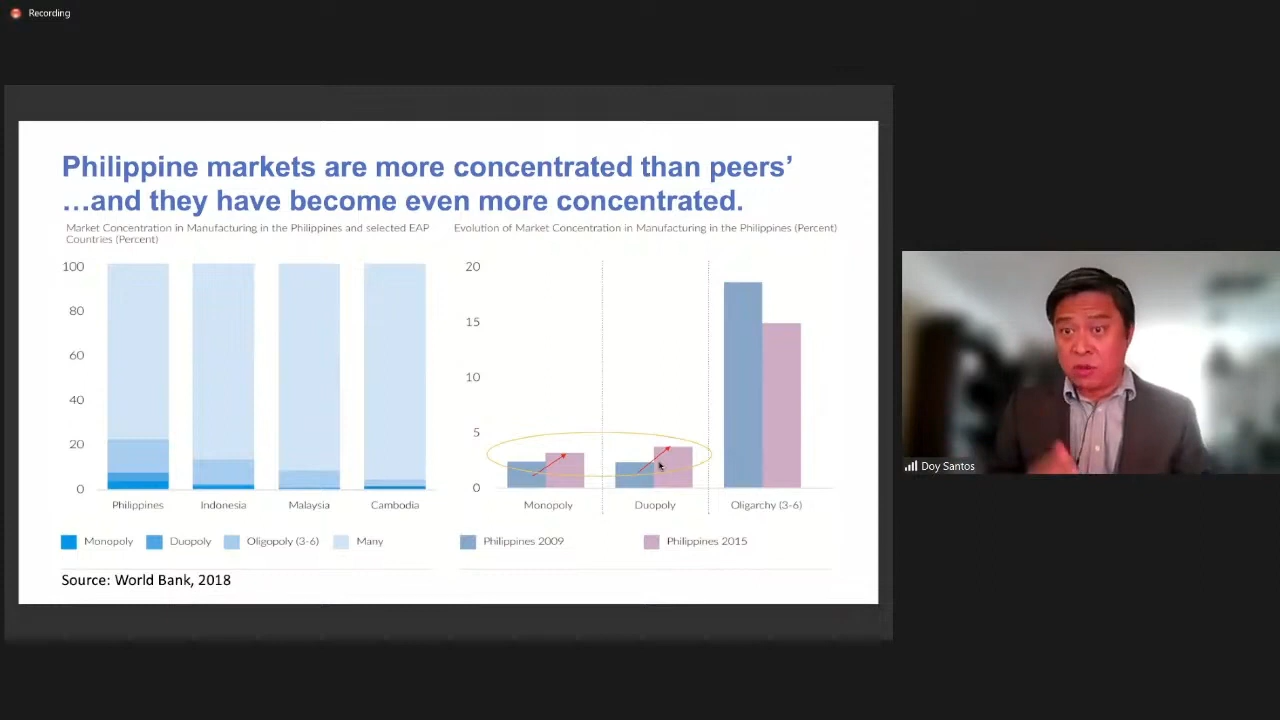 Recording
Philippine markets are more concentrated than peers’
…and they have become even more concentrated.
Market Concentration in Manufacturing in the Philippines and selected EAP
Countries (Percent)
100
80
60
40
20
0
Philippines
Indonesia
Malaysia
Cambodia
Monopoly
Duopoly
Oligopoly (3-6)
Many
Evolution of Market Concentration in Manufacturing in the Philippines (Percent)
20
15
10
5
0
Monopoly
Duopoly
Oligarchy (3-6)
Philippines 2009
Philippines 2015
Source: World Bank, 2018
Doy Santos